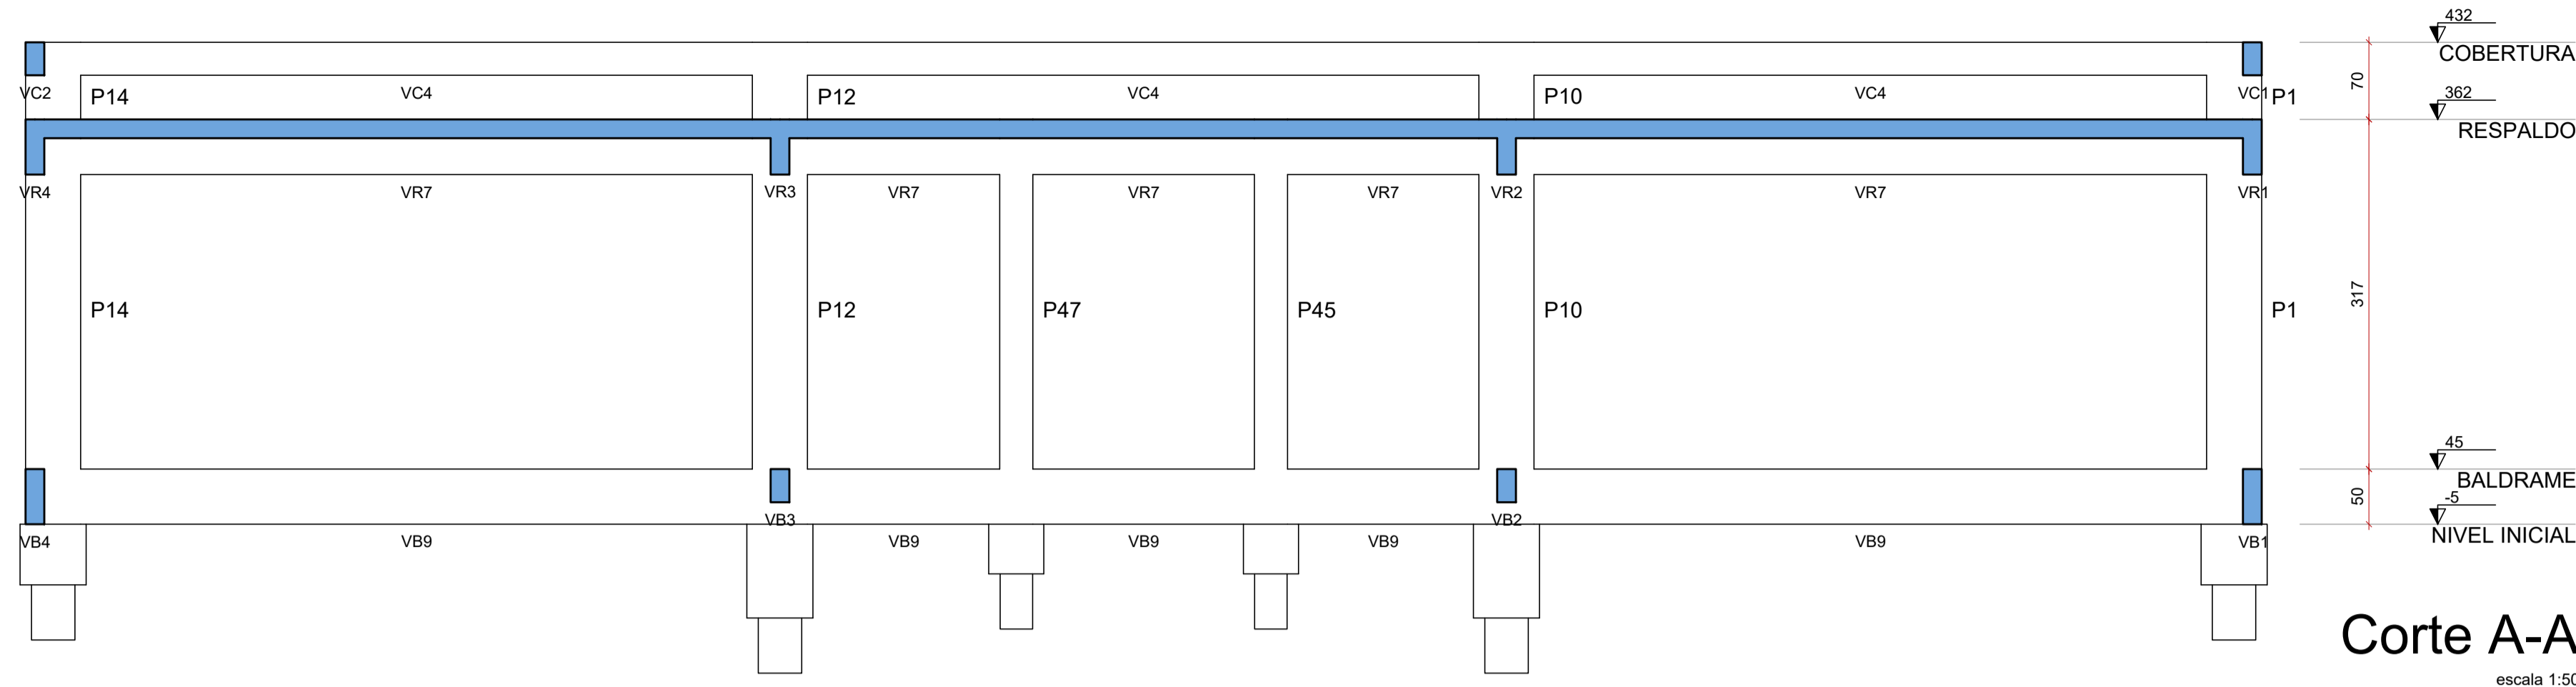 432
COBERTURA
VC2
P14
VC4
P12
VC4
P10
VC4
VC1
P1
70
362
RESPALDO
VR4
VR7
VR3
VR7
VR7
VR7
VR2
VR7
VR1
P14
P12
P47
P45
P10
P1
317
45
BALDRAME
50
-5
NIVEL INICIAL
VB4
VB9
VB3
VB9
VB9
VB9
VB2
VB9
VB1
Corte A-A
escala 1:50